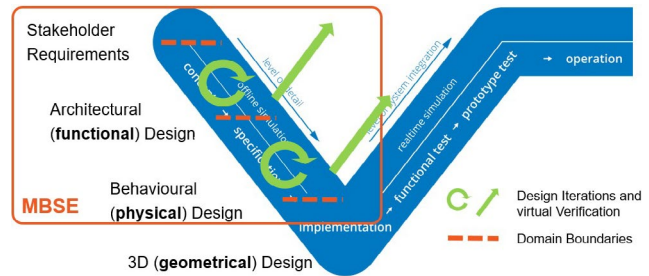 Stakeholder
Requirements
Architectural
(functional) Design
Behavioural
(physical) Design
MBSE
3D (geometrical) Design
level of detail
offline simulation
specification
implementation
functional test
prototype test
realtime simulation
system integration
operation
Design Iterations and
virtual Verification
Domain Boundaries